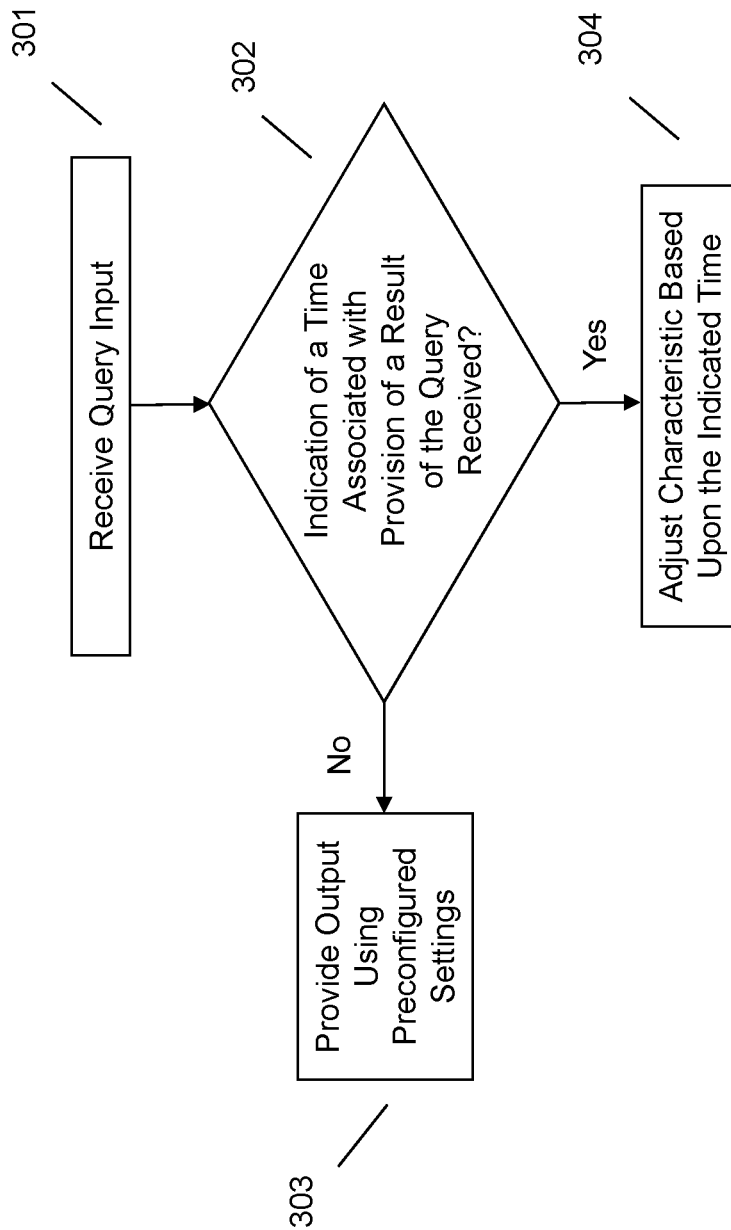 301
Receive Query Input
302
Indication of a Time
Associated with
Provision of a Result
of the Query
Received?
No
303
Provide Output
Using
Preconfigured
Settings
Yes
304
Adjust Characteristic Based
Upon the Indicated Time